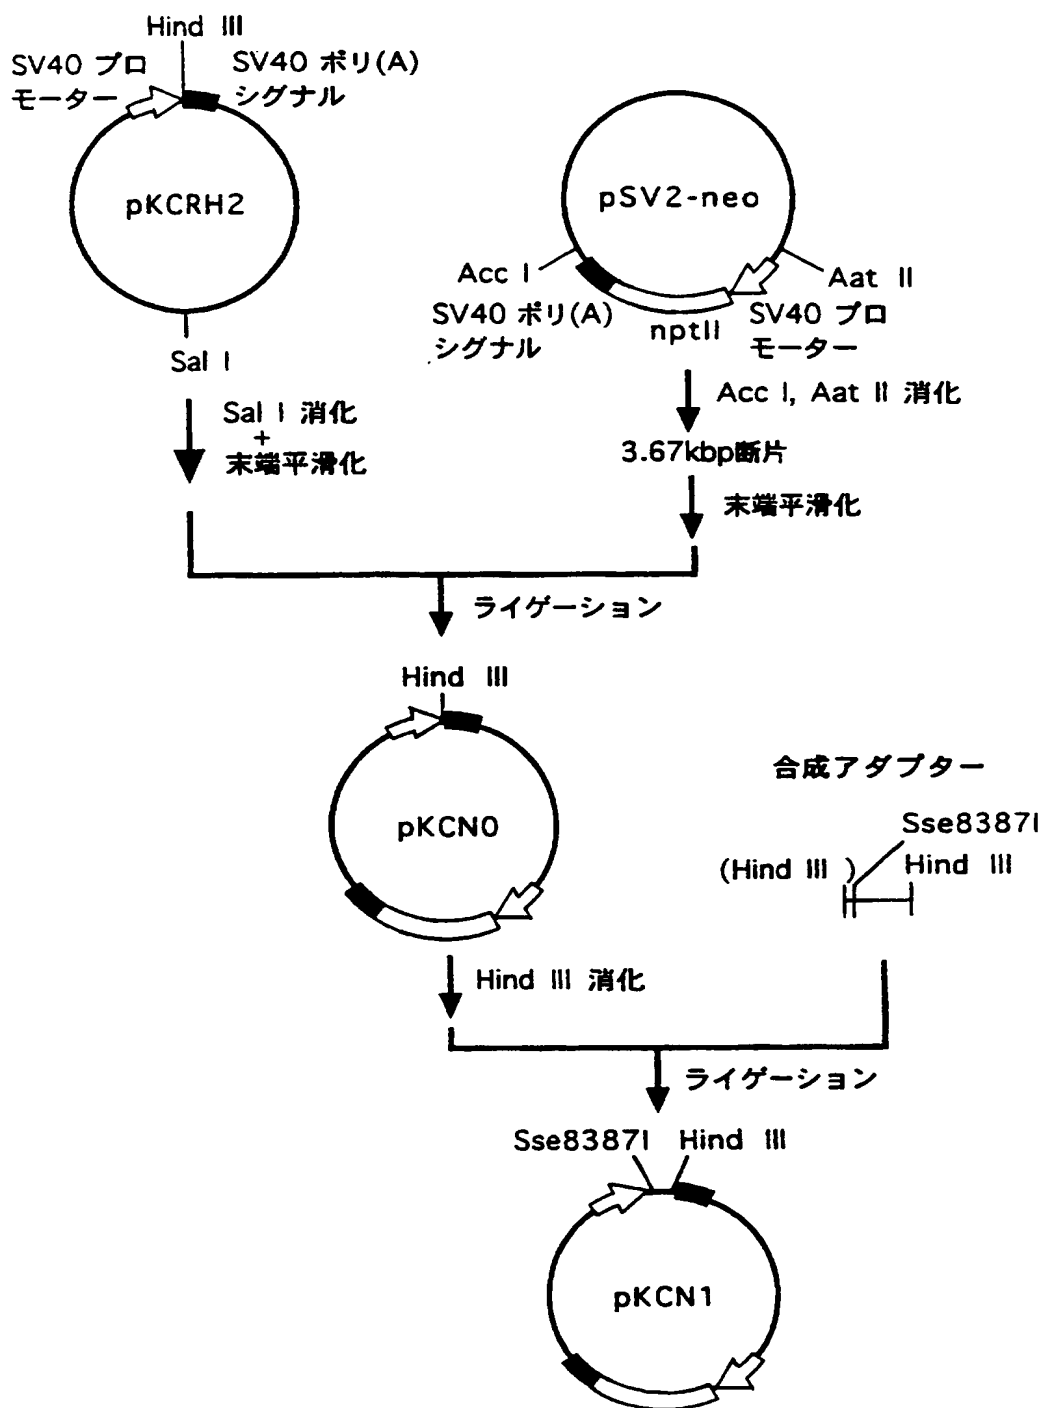 Hind III
SV40 プロ
モーター
SV40 ポリ(A)
シグナル
pKCRH2
Sal I
Sal I 消化
+
末端平滑化
pSV2-neo
Acc I
Aat II
SV40 ポリ(A)
シグナル
nptII
SV40 プロ
モーター
Acc I, Aat II 消化
3.67kbp断片
末端平滑化
ライゲーション
Hind III
pKCN0
合成アダプター
Sse8387I
(Hind III )
Hind III
Hind III 消化
ライゲーション
Sse8387I
Hind III
pKCN1